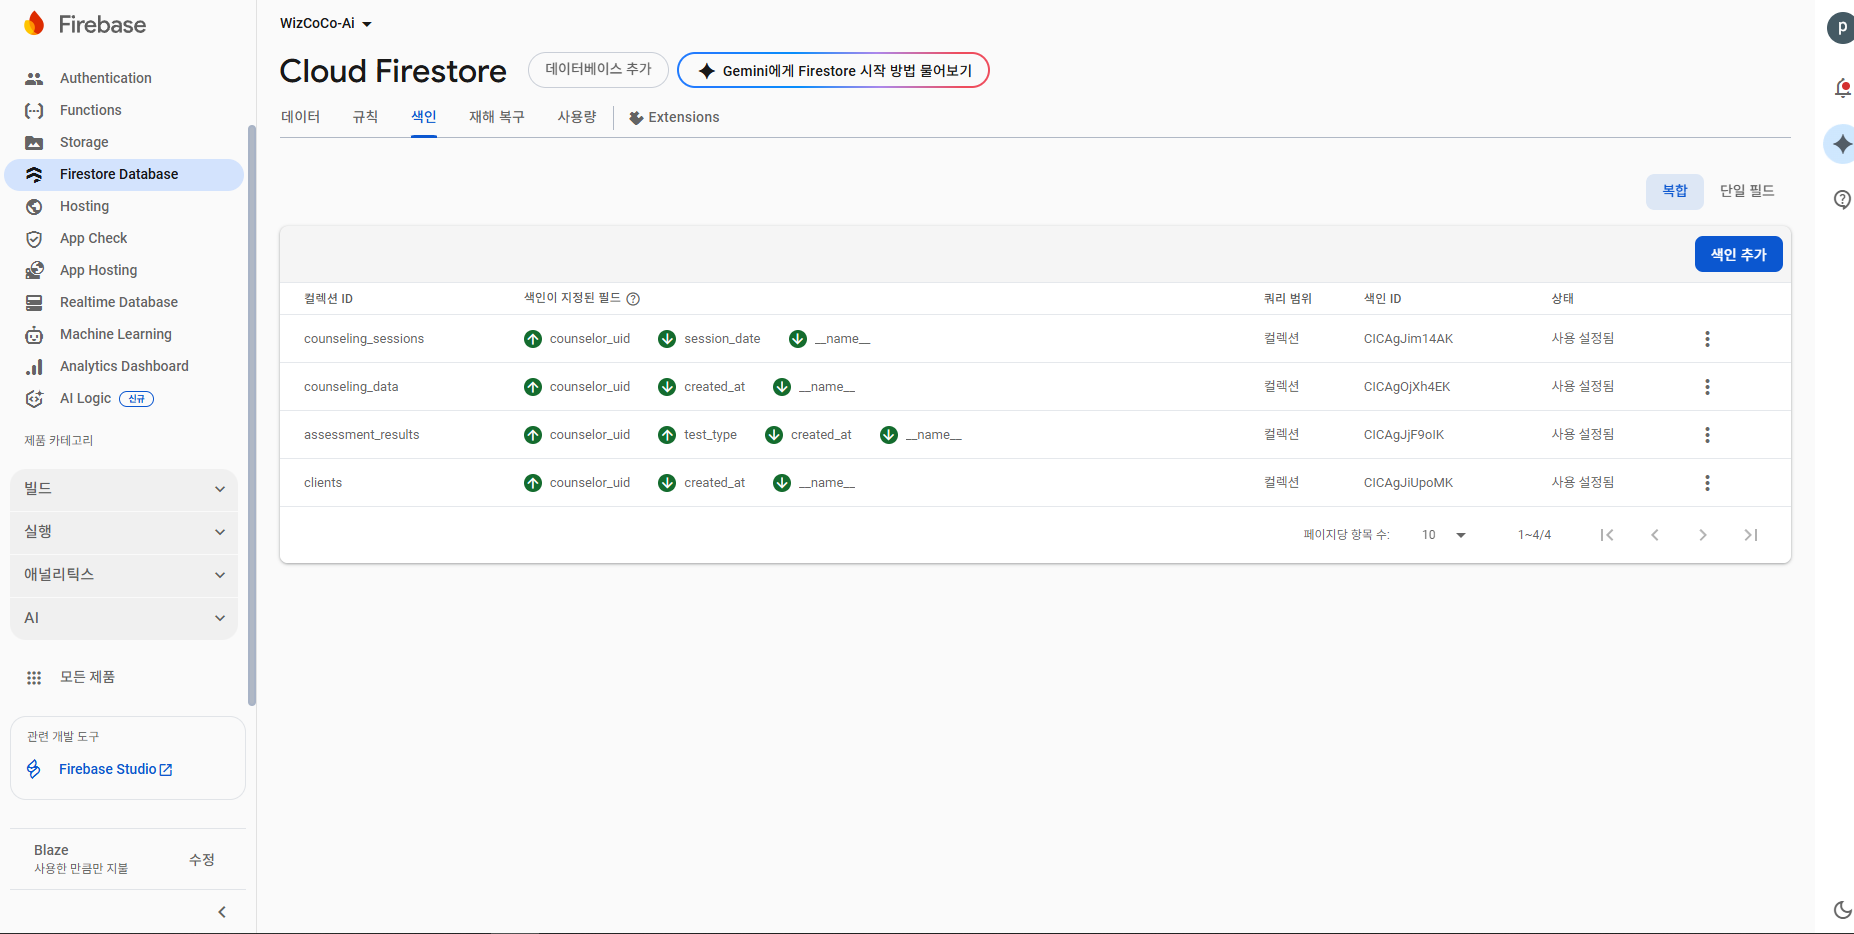 Firebase
Authentication
Functions
Storage
Firestore Database
Hosting
App Check
App Hosting
Realtime Database
Machine Learning
Analytics Dashboard
AI Logic 신규
제품 카테고리
빌드
실행
애널리틱스
AI
모든 제품
관련 개발 도구
Firebase Studio
Blaze
사용한 만큼만 지불
수정
WizCoCo-Ai
Cloud Firestore 데이터베이스 추가 Gemini에게 Firestore 시작 방법 물어보기
데이터 규칙 색인 재해 복구 사용량 Extensions
복합 단일 필드
색인 추가
컬렉션 ID 색인이 지정된 필드 쿼리 범위 색인 ID 상태
counseling_sessions counselor_uid session_date __name__ 컬렉션 CICAgJim14AK 사용 설정됨
counseling_data counselor_uid created_at __name__ 컬렉션 CICAgOjXh4EK 사용 설정됨
assessment_results counselor_uid test_type created_at __name__ 컬렉션 CICAgJjF9oIK 사용 설정됨
clients counselor_uid created_at __name__ 컬렉션 CICAgJiUpoMK 사용 설정됨
페이지당 항목 수: 10 1~4/4
p